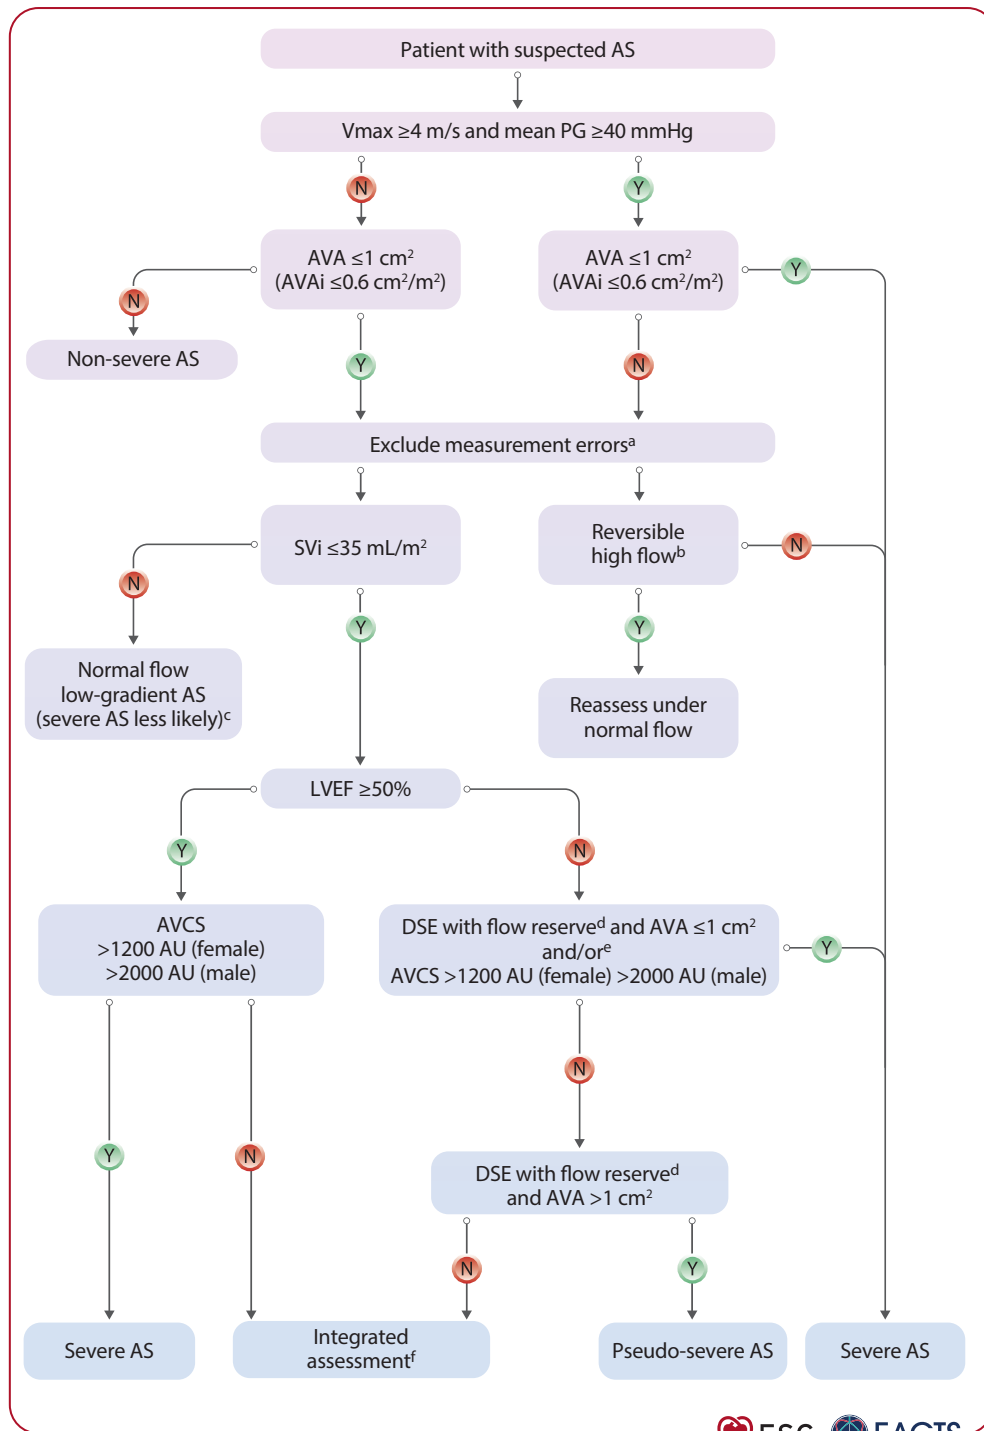 Patient with suspected AS
Vmax ≥4 m/s and mean PG ≥40 mmHg
N
Y
AVA ≤1 cm²
(AVAi ≤0.6 cm²/m²)
AVA ≤1 cm²
(AVAi ≤0.6 cm²/m²)
Y
N
Non-severe AS
Y
N
Exclude measurement errorsᵃ
SVi ≤35 mL/m²
Reversible
high flowᵇ
N
N
Y
Y
Normal flow
low-gradient AS
(severe AS less likely)ᶜ
Reassess under
normal flow
LVEF ≥50%
Y
N
AVCS
>1200 AU (female)
>2000 AU (male)
DSE with flow reserveᵈ and AVA ≤1 cm²
and/orᵉ
AVCS >1200 AU (female) >2000 AU (male)
Y
N
Y
N
DSE with flow reserveᵈ
and AVA >1 cm²
N
Y
Severe AS
Integrated
assessmentᶠ
Pseudo-severe AS
Severe AS
ESC
EACTS